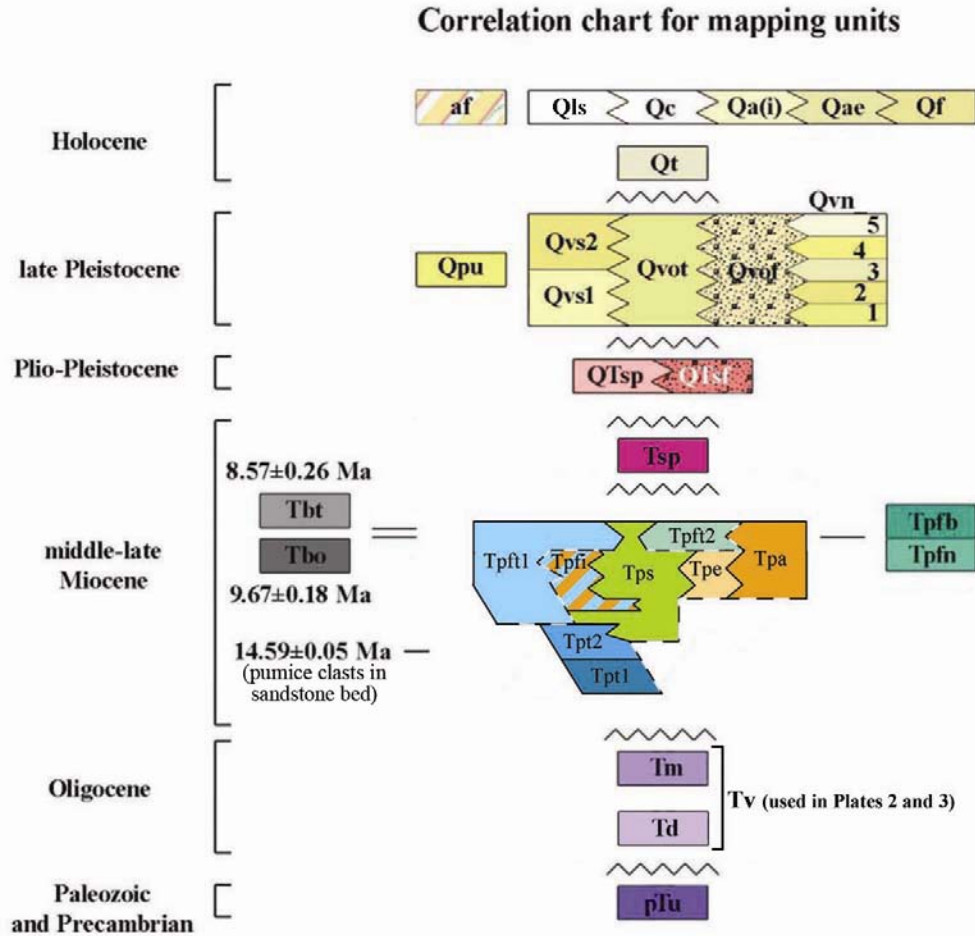 Correlation chart for mapping units
Holocene
af
Qls
Qc
Qa(i)
Qae
Qf
Qt
late Pleistocene
Qpu
Qvs2
Qvs1
Qvot
Qvof
Qvn_
5
4
3
2
1
Plio-Pleistocene
QTsp
QTsf
middle-late
Miocene
Tsp
8.57±0.26 Ma
Tbt
Tbo
9.67±0.18 Ma
14.59±0.05 Ma
(pumice clasts in
sandstone bed)
Tpft1
Tpfi
Tps
Tpft2
Tpe
Tpa
Tpt2
Tpt1
Tpfb
Tpfn
Oligocene
Tm
Td
Tv (used in Plates 2 and 3)
Paleozoic
and Precambrian
pTu